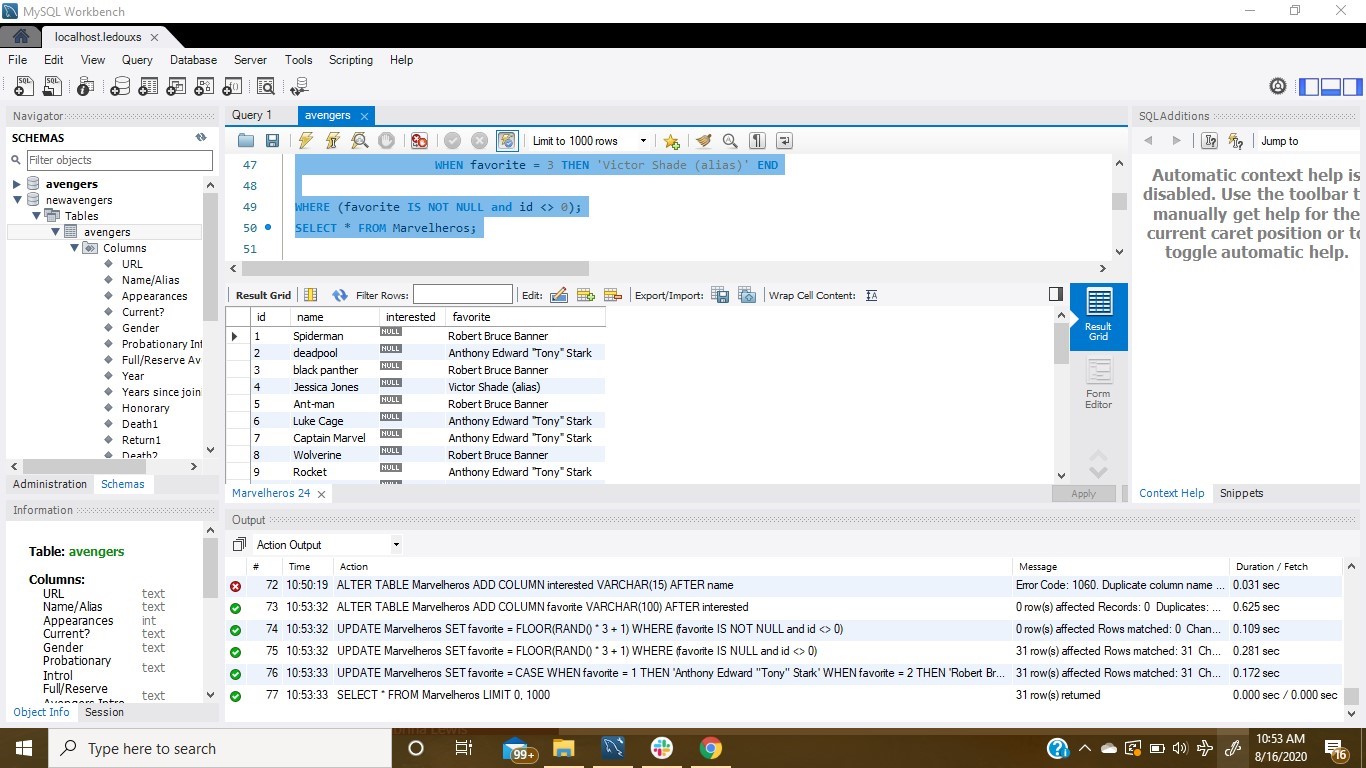 MySQL Workbench
localhost.ledouxs
File Edit View Query Database Server Tools Scripting Help
Navigator
SCHEMAS
Filter objects
avengers
newavengers
Tables
avengers
Columns
URL
Name/Alias
Appearances
Current?
Gender
Probationary Int
Full/Reserve Av
Year
Years since join
Honorary
Death1
Return1
Death2
Administration Schemas
Information
Table: avengers
Columns:
URL text
Name/Alias text
Appearances int
Current? text
Gender text
Probationary text
Introl
Full/Reserve text
Avengers Intro
Object Info Session
Query 1 avengers
Limit to 1000 rows
47 WHEN favorite = 3 THEN 'Victor Shade (alias)' END
48
49 WHERE (favorite IS NOT NULL and id <> 0);
50 SELECT * FROM Marvelheros;
51
Result Grid Filter Rows: Edit: Export/Import: Wrap Cell Content: IA
id name interested favorite
1 Spiderman NULL Robert Bruce Banner
2 deadpool NULL Anthony Edward "Tony" Stark
3 black panther NULL Robert Bruce Banner
4 Jessica Jones NULL Victor Shade (alias)
5 Ant-man NULL Robert Bruce Banner
6 Luke Cage NULL Anthony Edward "Tony" Stark
7 Captain Marvel NULL Anthony Edward "Tony" Stark
8 Wolverine NULL Robert Bruce Banner
9 Rocket NULL Anthony Edward "Tony" Stark
Result
Grid
Form
Editor
Marvelheros 24
Apply
SQLAdditions
Jump to
Automatic context help is
disabled. Use the toolbar t
manually get help for the
current caret position or to
toggle automatic help.
Context Help Snippets
Output
Action Output
# Time Action Message Duration / Fetch
72 10:50:19 ALTER TABLE Marvelheros ADD COLUMN interested VARCHAR(15) AFTER name Error Code: 1060. Duplicate column name ... 0.031 sec
73 10:53:32 ALTER TABLE Marvelheros ADD COLUMN favorite VARCHAR(100) AFTER interested 0 row(s) affected Records: 0 Duplicates: ... 0.625 sec
74 10:53:32 UPDATE Marvelheros SET favorite = FLOOR(RAND() * 3 + 1) WHERE (favorite IS NOT NULL and id <> 0) 0 row(s) affected Rows matched: 0 Chan... 0.109 sec
75 10:53:32 UPDATE Marvelheros SET favorite = FLOOR(RAND() * 3 + 1) WHERE (favorite IS NULL and id <> 0) 31 row(s) affected Rows matched: 31 Ch... 0.281 sec
76 10:53:33 UPDATE Marvelheros SET favorite = CASE WHEN favorite = 1 THEN 'Anthony Edward "Tony" Stark' WHEN favorite = 2 THEN 'Robert Br... 31 row(s) affected Rows matched: 31 Ch... 0.172 sec
77 10:53:33 SELECT * FROM Marvelheros LIMIT 0, 1000 31 row(s) returned 0.000 sec / 0.000 sec
Type here to search
99+
10:53 AM
8/16/2020
16